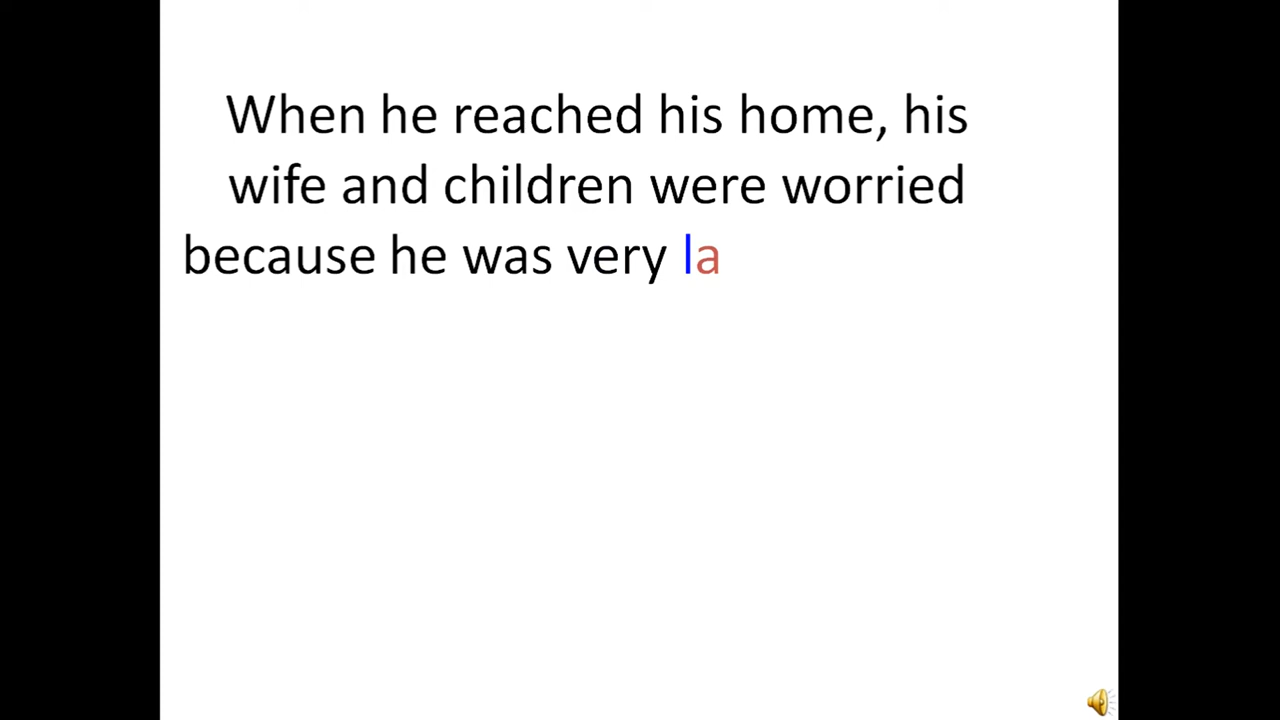 When he reached his home, his
wife and children were worried
because he was very la